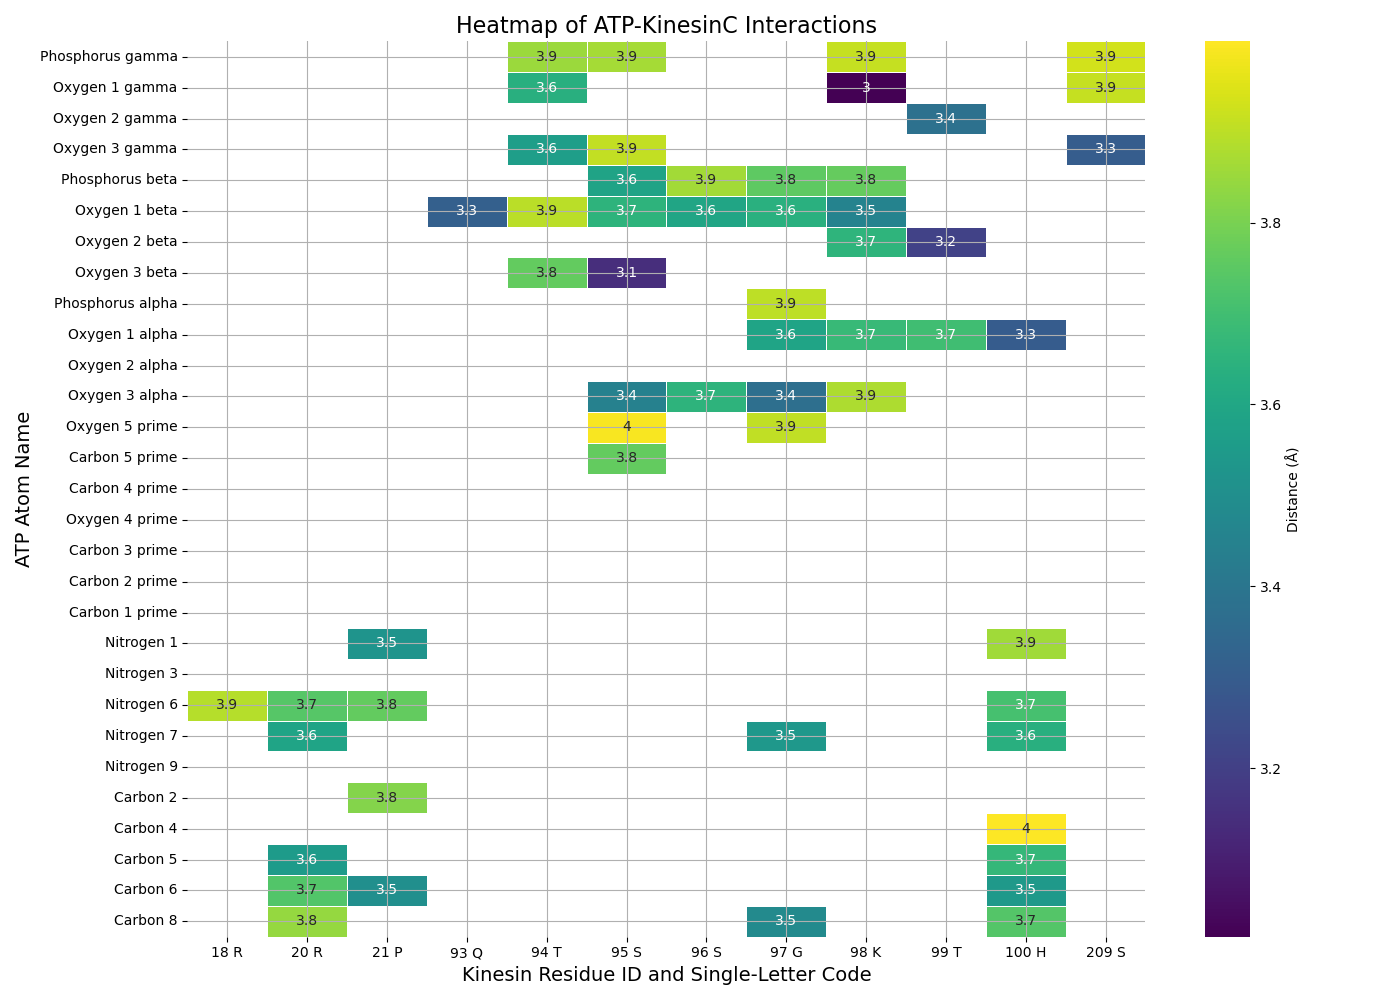 Heatmap of ATP-KinesinC Interactions
Phosphorus gamma 3.9 3.9 3.9 3.9
Oxygen 1 gamma 3.6 3 3.9
Oxygen 2 gamma 3.4
Oxygen 3 gamma 3.6 3.9 3.3
Phosphorus beta 3.6 3.9 3.8 3.8
Oxygen 1 beta 3.3 3.9 3.7 3.6 3.6 3.5
Oxygen 2 beta 3.7 3.2
Oxygen 3 beta 3.8 3.1
Phosphorus alpha 3.9
Oxygen 1 alpha 3.6 3.7 3.7 3.3
Oxygen 2 alpha
Oxygen 3 alpha 3.4 3.7 3.4 3.9
Oxygen 5 prime 4 3.9
Carbon 5 prime 3.8
Carbon 4 prime
Oxygen 4 prime
Carbon 3 prime
Carbon 2 prime
Carbon 1 prime
Nitrogen 1 3.5 3.9
Nitrogen 3
Nitrogen 6 3.9 3.7 3.8 3.7
Nitrogen 7 3.6 3.5 3.6
Nitrogen 9
Carbon 2 3.8
Carbon 4 4
Carbon 5 3.6 3.7
Carbon 6 3.7 3.5 3.5
Carbon 8 3.8 3.5 3.7
18 R 20 R 21 P 93 Q 94 T 95 S 96 S 97 G 98 K 99 T 100 H 209 S
Kinesin Residue ID and Single-Letter Code
ATP Atom Name
3.8
3.6
3.4
3.2
Distance (Å)